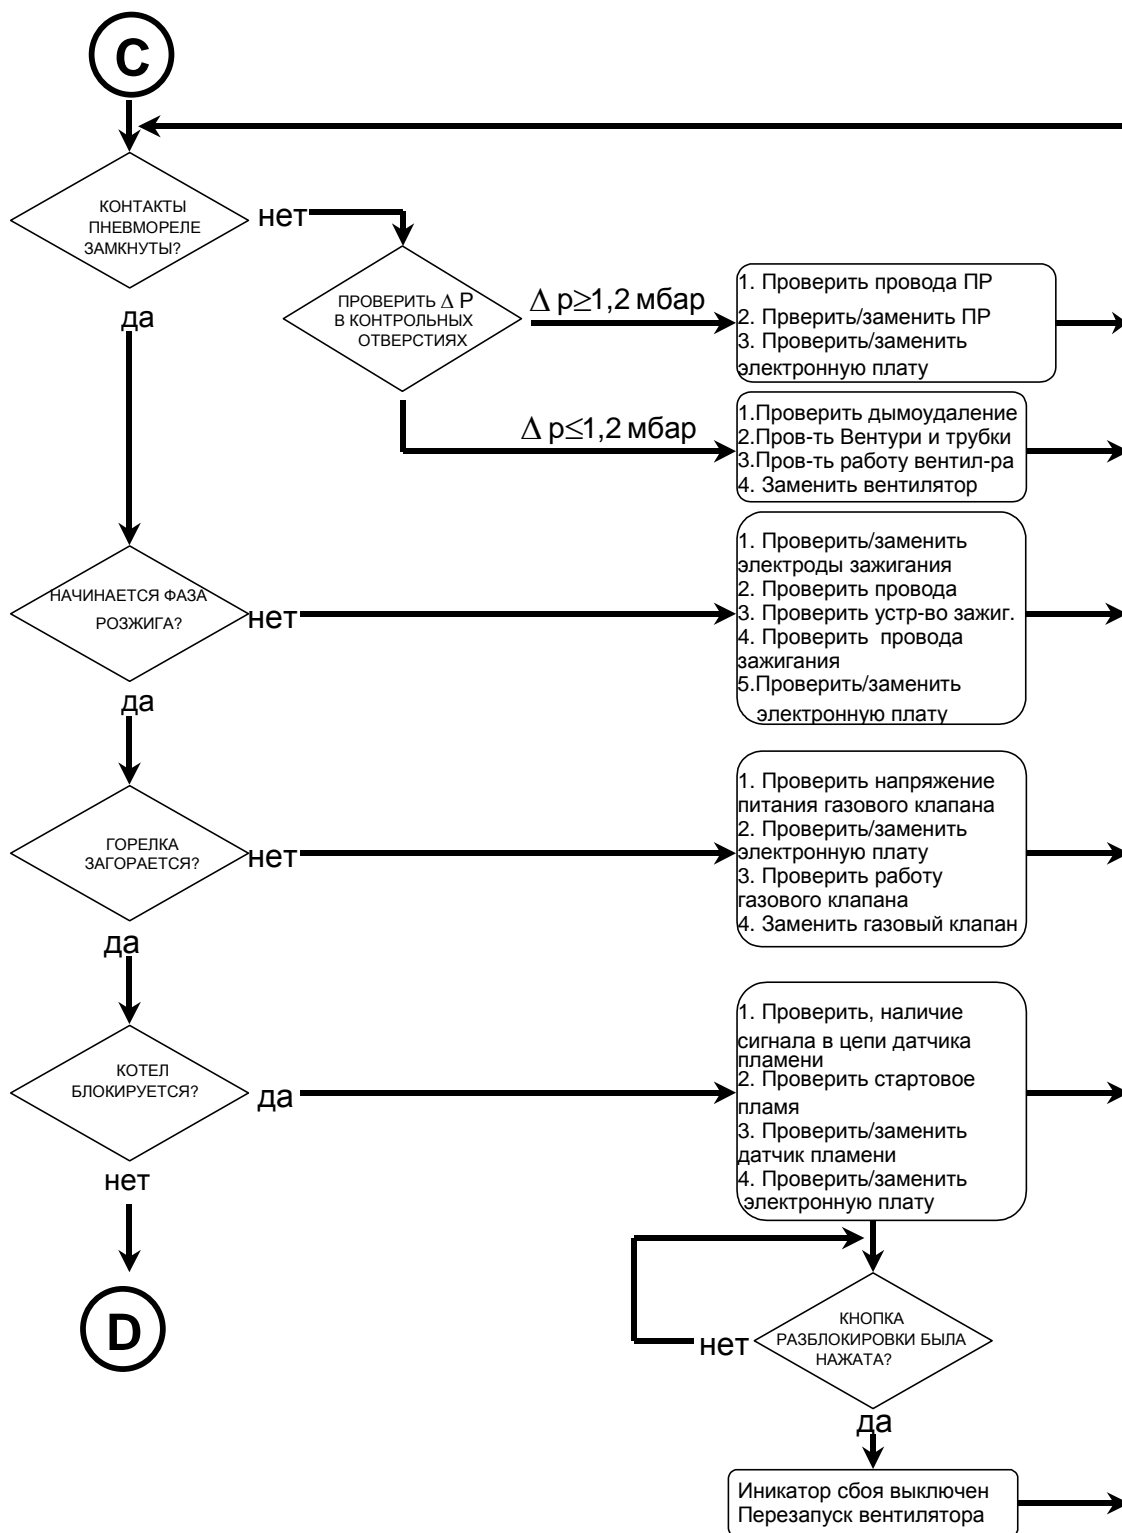 C
КОНТАКТЫ
ПНЕВМОРЕЛЕ
ЗАМКНУТЫ?
нет
да
ПРОВЕРИТЬ Δ P
В КОНТРОЛЬНЫХ
ОТВЕРСТИЯХ
Δ p≥1,2 мбар
1. Проверить провода ПР
2. Прверить/заменить ПР
3. Проверить/заменить
электронную плату
Δ p≤1,2 мбар
1.Проверить дымоудаление
2.Пров-ть Вентури и трубки
3.Пров-ть работу вентил-ра
4. Заменить вентилятор
НАЧИНАЕТСЯ ФАЗА
РОЗЖИГА?
нет
да
1. Проверить/заменить
электроды зажигания
2. Проверить провода
3. Проверить устр-во зажиг.
4. Проверить провода
зажигания
5.Проверить/заменить
электронную плату
ГОРЕЛКА
ЗАГОРАЕТСЯ?
нет
да
1. Проверить напряжение
питания газового клапана
2. Проверить/заменить
электронную плату
3. Проверить работу
газового клапана
4. Заменить газовый клапан
КОТЕЛ
БЛОКИРУЕТСЯ?
да
нет
1. Проверить, наличие
сигнала в цепи датчика
пламени
2. Проверить стартовое
пламя
3. Проверить/заменить
датчик пламени
4. Проверить/заменить
электронную плату
D
КНОПКА
РАЗБЛОКИРОВКИ БЫЛА
НАЖАТА?
нет
да
Иникатор сбоя выключен
Перезапуск вентилятора